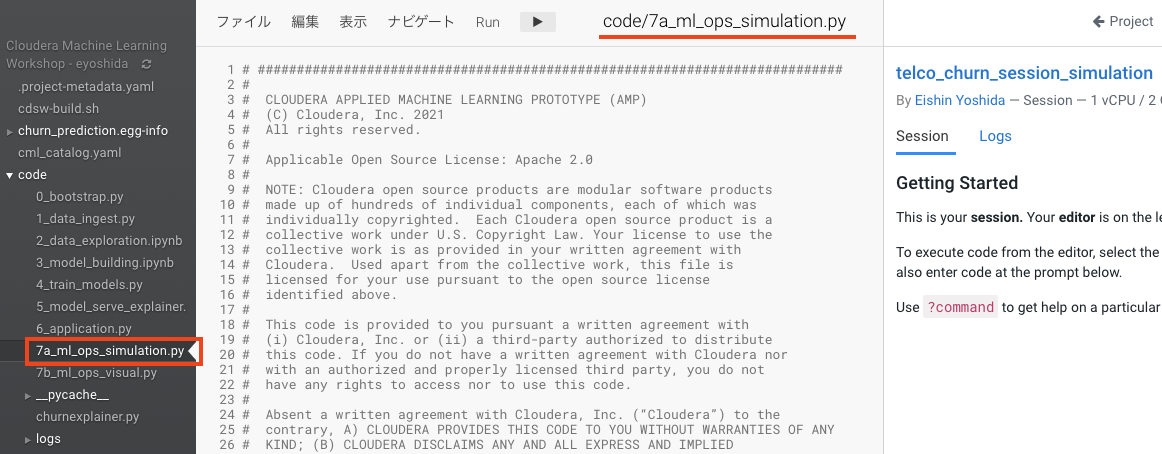 Cloudera Machine Learning
Workshop - eyoshida
.project-metadata.yaml
cdsw-build.sh
churn_prediction.egg-info
cml_catalog.yaml
code
0_bootstrap.py
1_data_ingest.py
2_data_exploration.ipynb
3_model_building.ipynb
4_train_models.py
5_model_serve_explainer.
6_application.py
7a_ml_ops_simulation.py
7b_ml_ops_visual.py
__pycache__
churnexplainer.py
logs
ファイル 編集 表示 ナビゲート Run code/7a_ml_ops_simulation.py
1 # ###########################################################################
2 #
3 #  CLOUDERA APPLIED MACHINE LEARNING PROTOTYPE (AMP)
4 #  (C) Cloudera, Inc. 2021
5 #  All rights reserved.
6 #
7 #  Applicable Open Source License: Apache 2.0
8 #
9 #  NOTE: Cloudera open source products are modular software products
10 #  made up of hundreds of individual components, each of which was
11 #  individually copyrighted.  Each Cloudera open source product is a
12 #  collective work under U.S. Copyright Law. Your license to use the
13 #  collective work is as provided in your written agreement with
14 #  Cloudera.  Used apart from the collective work, this file is
15 #  licensed for your use pursuant to the open source license
16 #  identified above.
17 #
18 #  This code is provided to you pursuant a written agreement with
19 #  (i) Cloudera, Inc. or (ii) a third-party authorized to distribute
20 #  this code. If you do not have a written agreement with Cloudera nor
21 #  with an authorized and properly licensed third party, you do not
22 #  have any rights to access nor to use this code.
23 #
24 #  Absent a written agreement with Cloudera, Inc. (“Cloudera”) to the
25 #  contrary, A) CLOUDERA PROVIDES THIS CODE TO YOU WITHOUT WARRANTIES OF ANY
26 #  KIND; (B) CLOUDERA DISCLAIMS ANY AND ALL EXPRESS AND IMPLIED
Project
telco_churn_session_simulation
By Eishin Yoshida — Session — 1 vCPU / 2
Session Logs
Getting Started
This is your session. Your editor is on the
To execute code from the editor, select the
also enter code at the prompt below.
Use ?command to get help on a particular